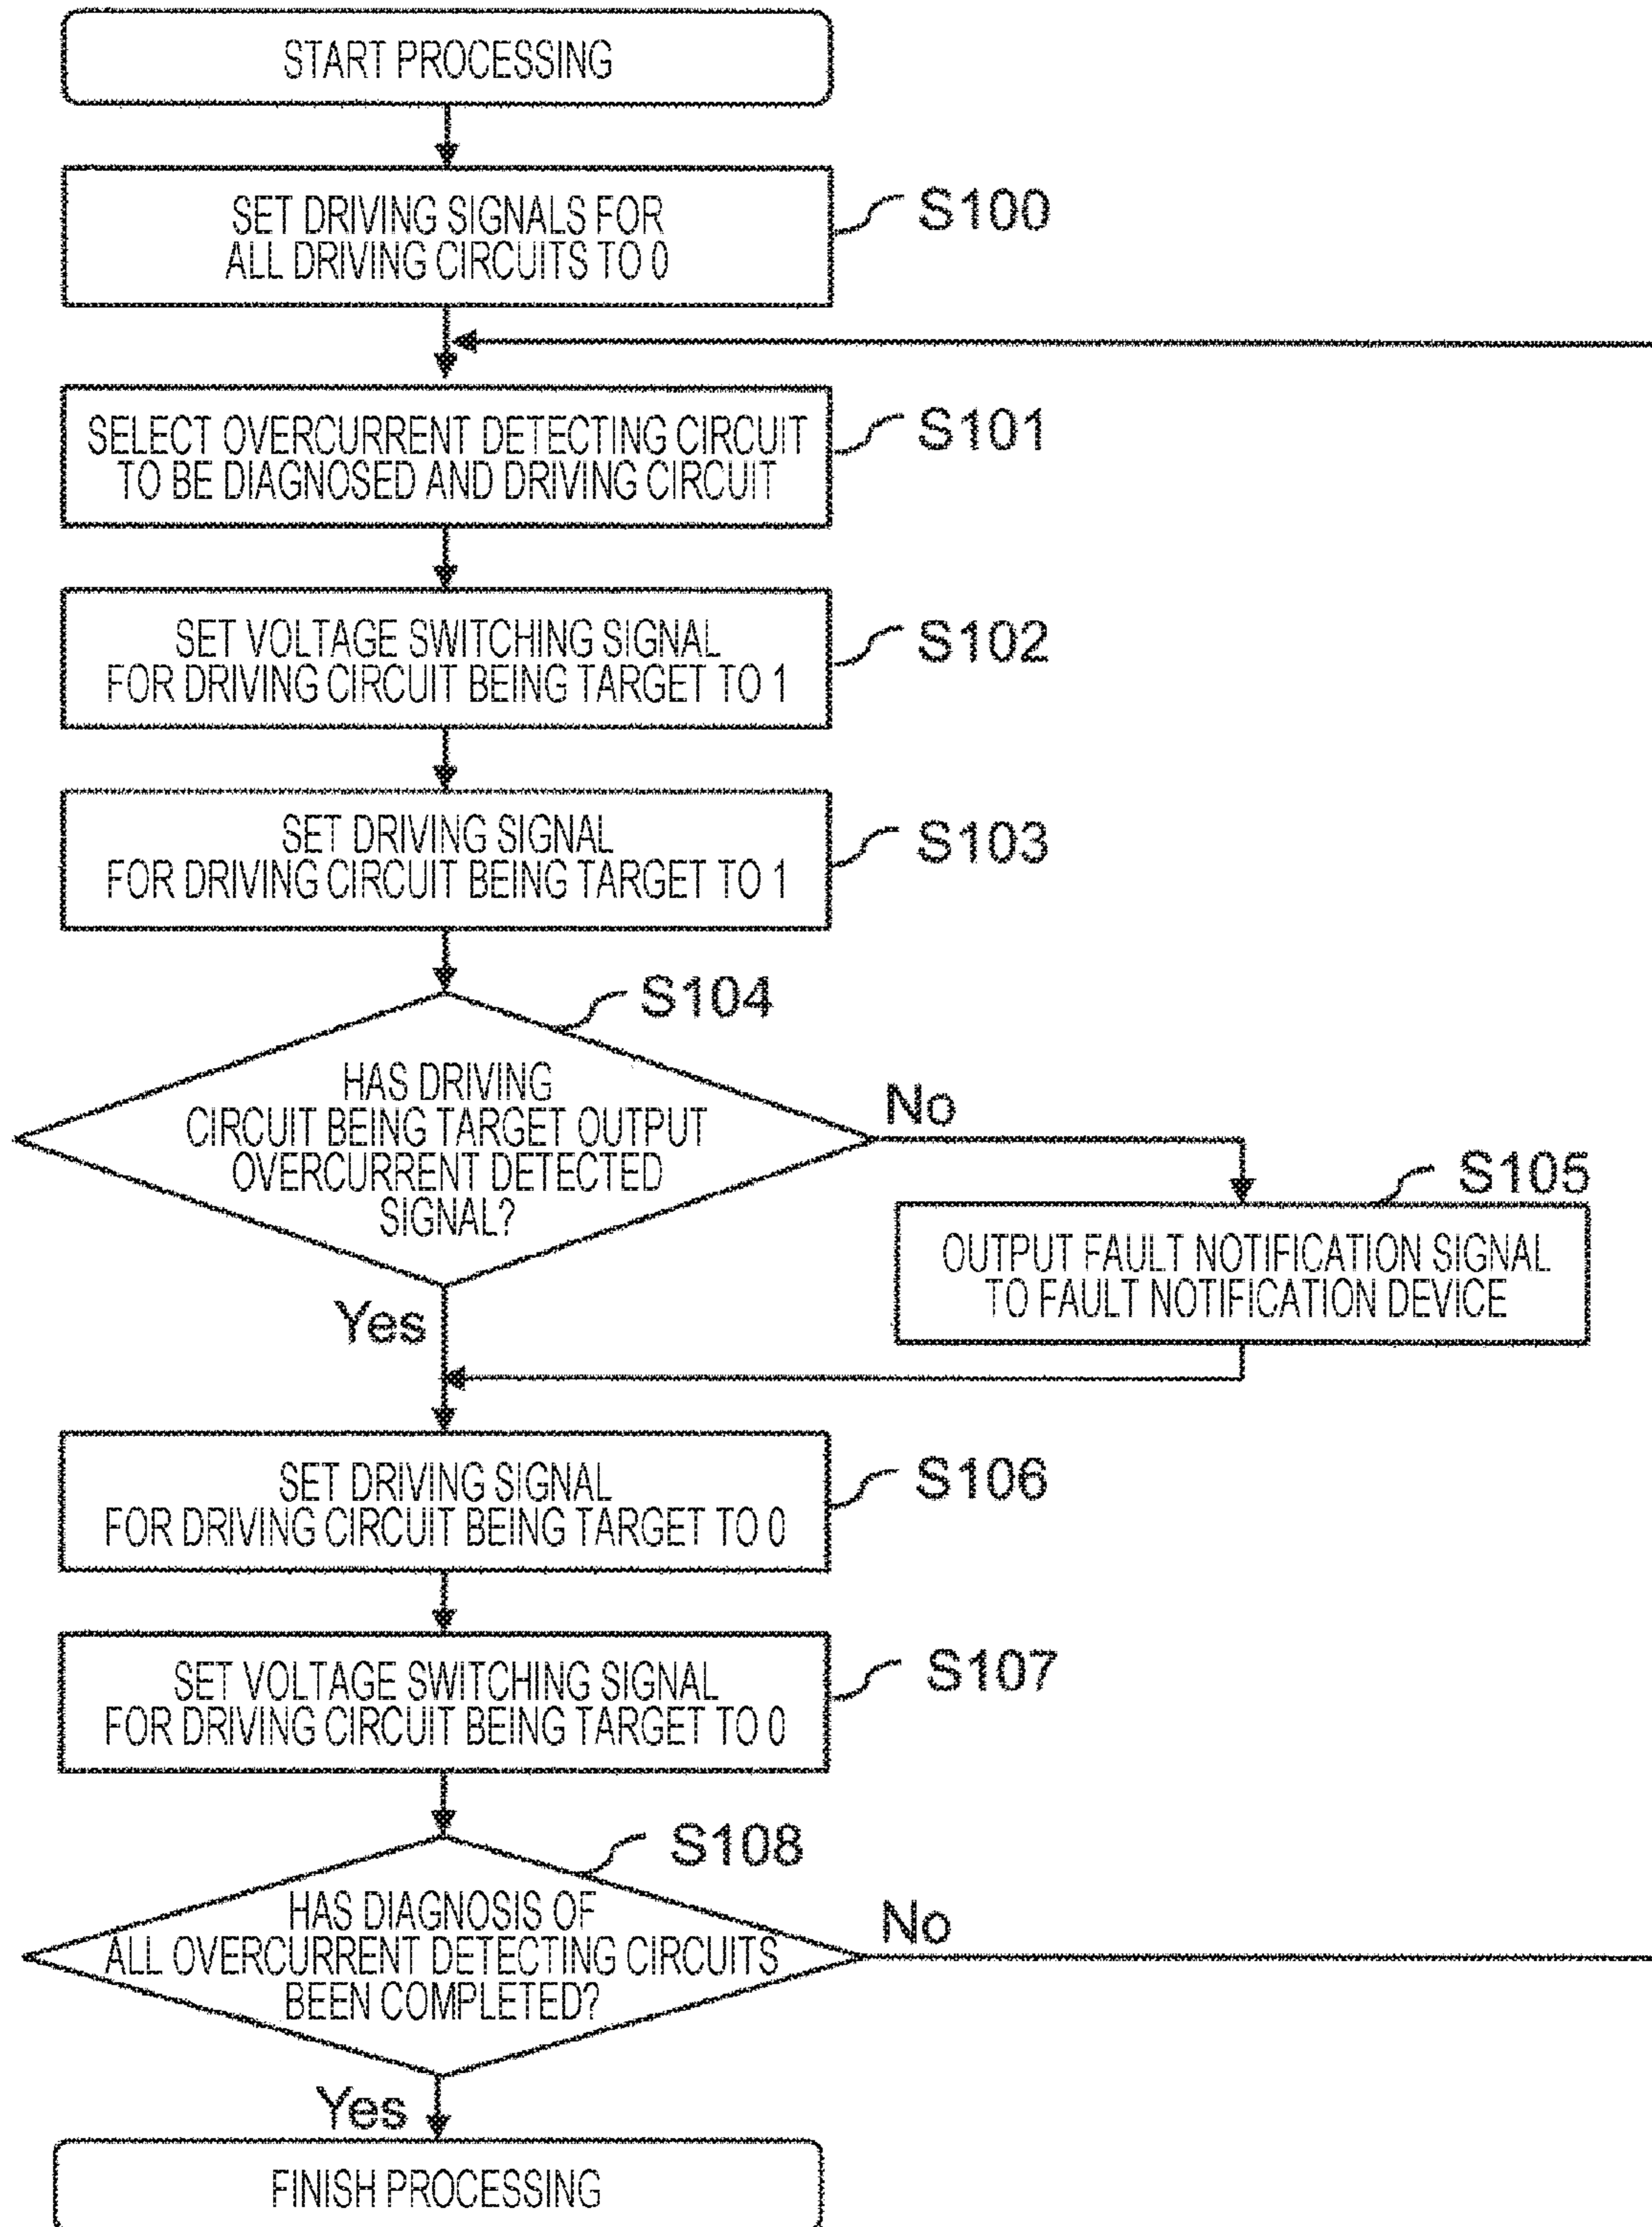 START PROCESSING
SET DRIVING SIGNALS FOR
ALL DRIVING CIRCUITS TO 0
S100
SELECT OVERCURRENT DETECTING CIRCUIT
TO BE DIAGNOSED AND DRIVING CIRCUIT
S101
SET VOLTAGE SWITCHING SIGNAL
FOR DRIVING CIRCUIT BEING TARGET TO 1
S102
SET DRIVING SIGNAL
FOR DRIVING CIRCUIT BEING TARGET TO 1
S103
S104
HAS DRIVING
CIRCUIT BEING TARGET OUTPUT
OVERCURRENT DETECTED
SIGNAL?
No
Yes
S105
OUTPUT FAULT NOTIFICATION SIGNAL
TO FAULT NOTIFICATION DEVICE
SET DRIVING SIGNAL
FOR DRIVING CIRCUIT BEING TARGET TO 0
S106
SET VOLTAGE SWITCHING SIGNAL
FOR DRIVING CIRCUIT BEING TARGET TO 0
S107
S108
HAS DIAGNOSIS OF
ALL OVERCURRENT DETECTING CIRCUITS
BEEN COMPLETED?
No
Yes
FINISH PROCESSING